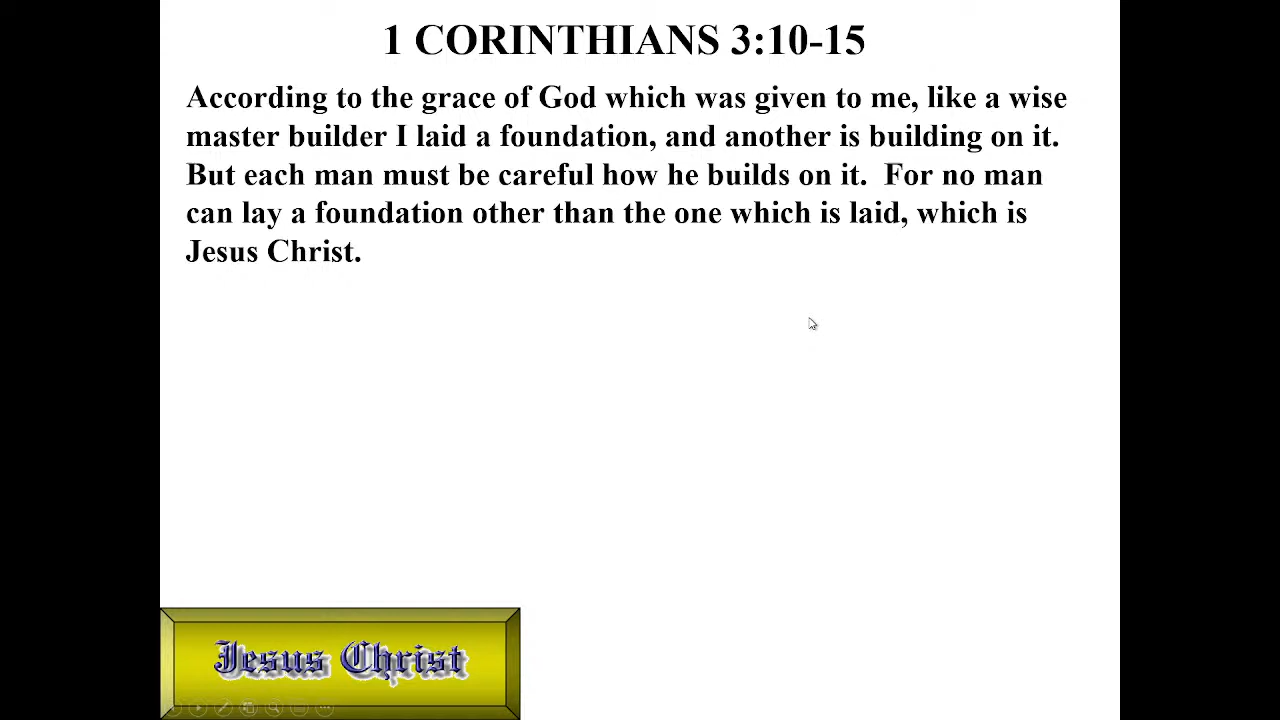 1 CORINTHIANS 3:10-15
According to the grace of God which was given to me, like a wise
master builder I laid a foundation, and another is building on it.
But each man must be careful how he builds on it.  For no man
can lay a foundation other than the one which is laid, which is
Jesus Christ.
Jesus Christ